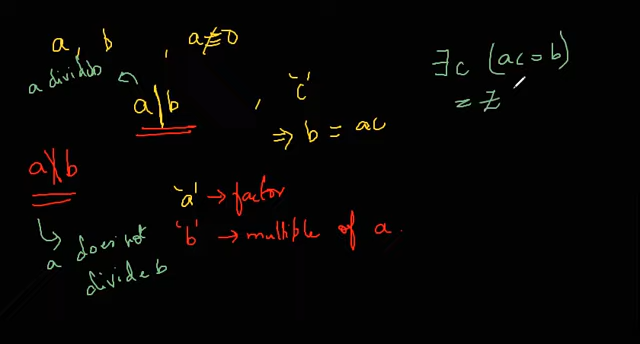 a, b , a≠0
a divides
a|b , 'c'
⇒ b = ac
a∤b
'a' → factor
'b' → multiple of a.
↳ a does not
divide b
∃c (ac = b)
= Z